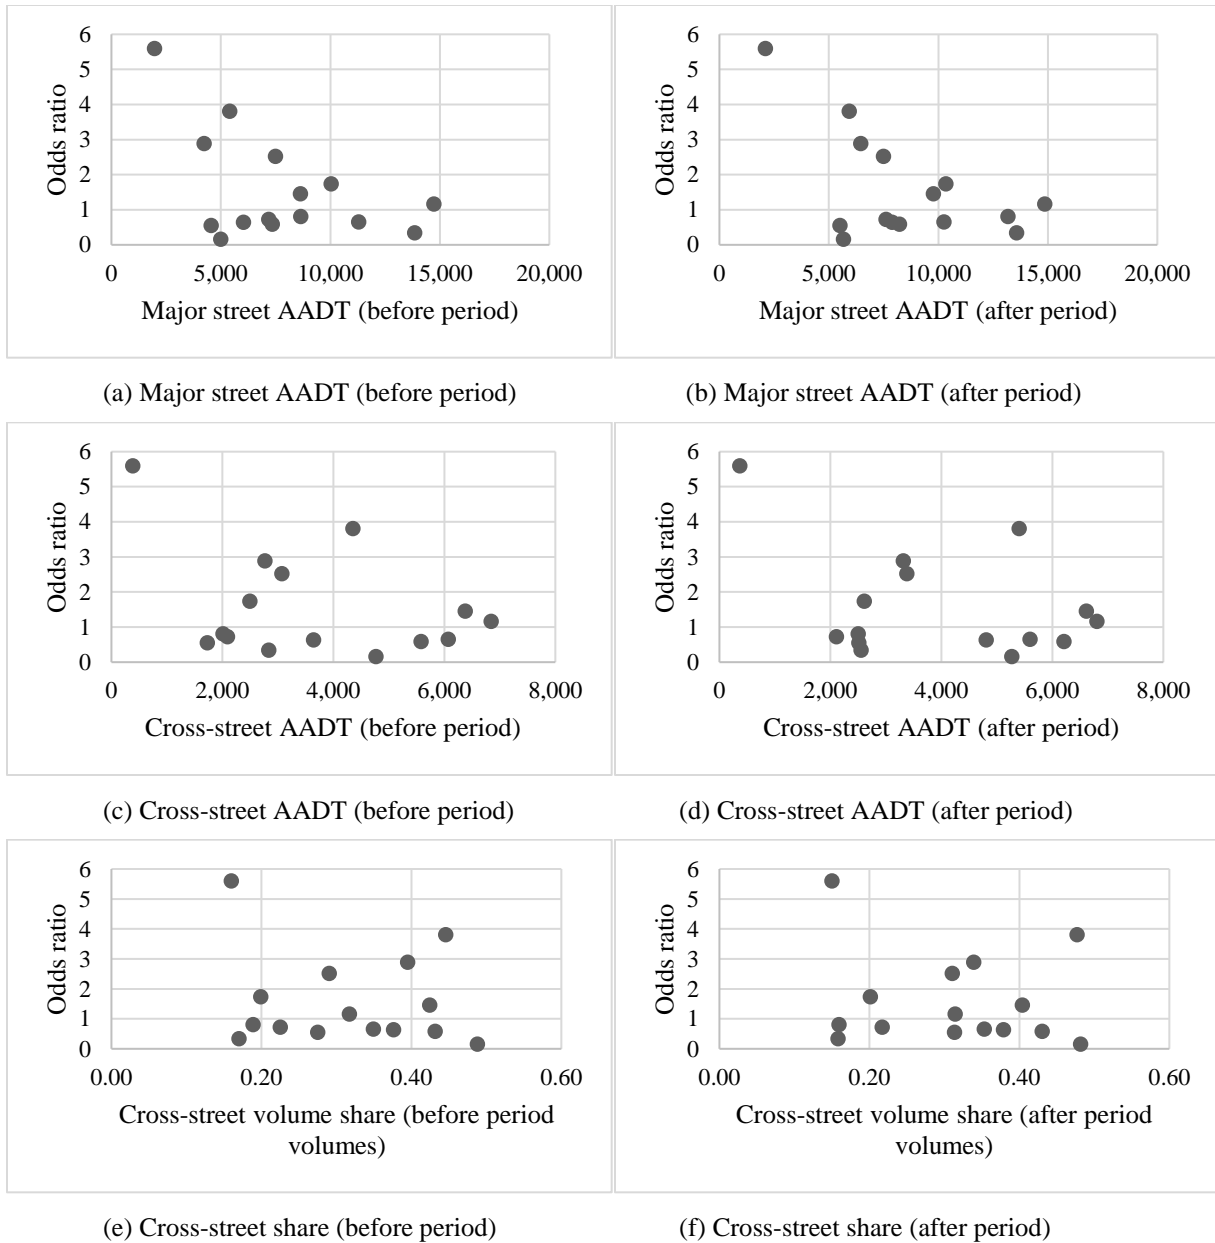 6
5
4
3
2
1
0
Odds ratio
0 5,000 10,000 15,000 20,000
Major street AADT (before period)
(a) Major street AADT (before period)
6
5
4
3
2
1
0
Odds ratio
0 5,000 10,000 15,000 20,000
Major street AADT (after period)
(b) Major street AADT (after period)
6
5
4
3
2
1
0
Odds ratio
0 2,000 4,000 6,000 8,000
Cross-street AADT (before period)
(c) Cross-street AADT (before period)
6
5
4
3
2
1
0
Odds ratio
0 2,000 4,000 6,000 8,000
Cross-street AADT (after period)
(d) Cross-street AADT (after period)
6
5
4
3
2
1
0
Odds ratio
0.00 0.20 0.40 0.60
Cross-street volume share (before period
volumes)
(e) Cross-street share (before period)
6
5
4
3
2
1
0
Odds ratio
0.00 0.20 0.40 0.60
Cross-street volume share (after period
volumes)
(f) Cross-street share (after period)